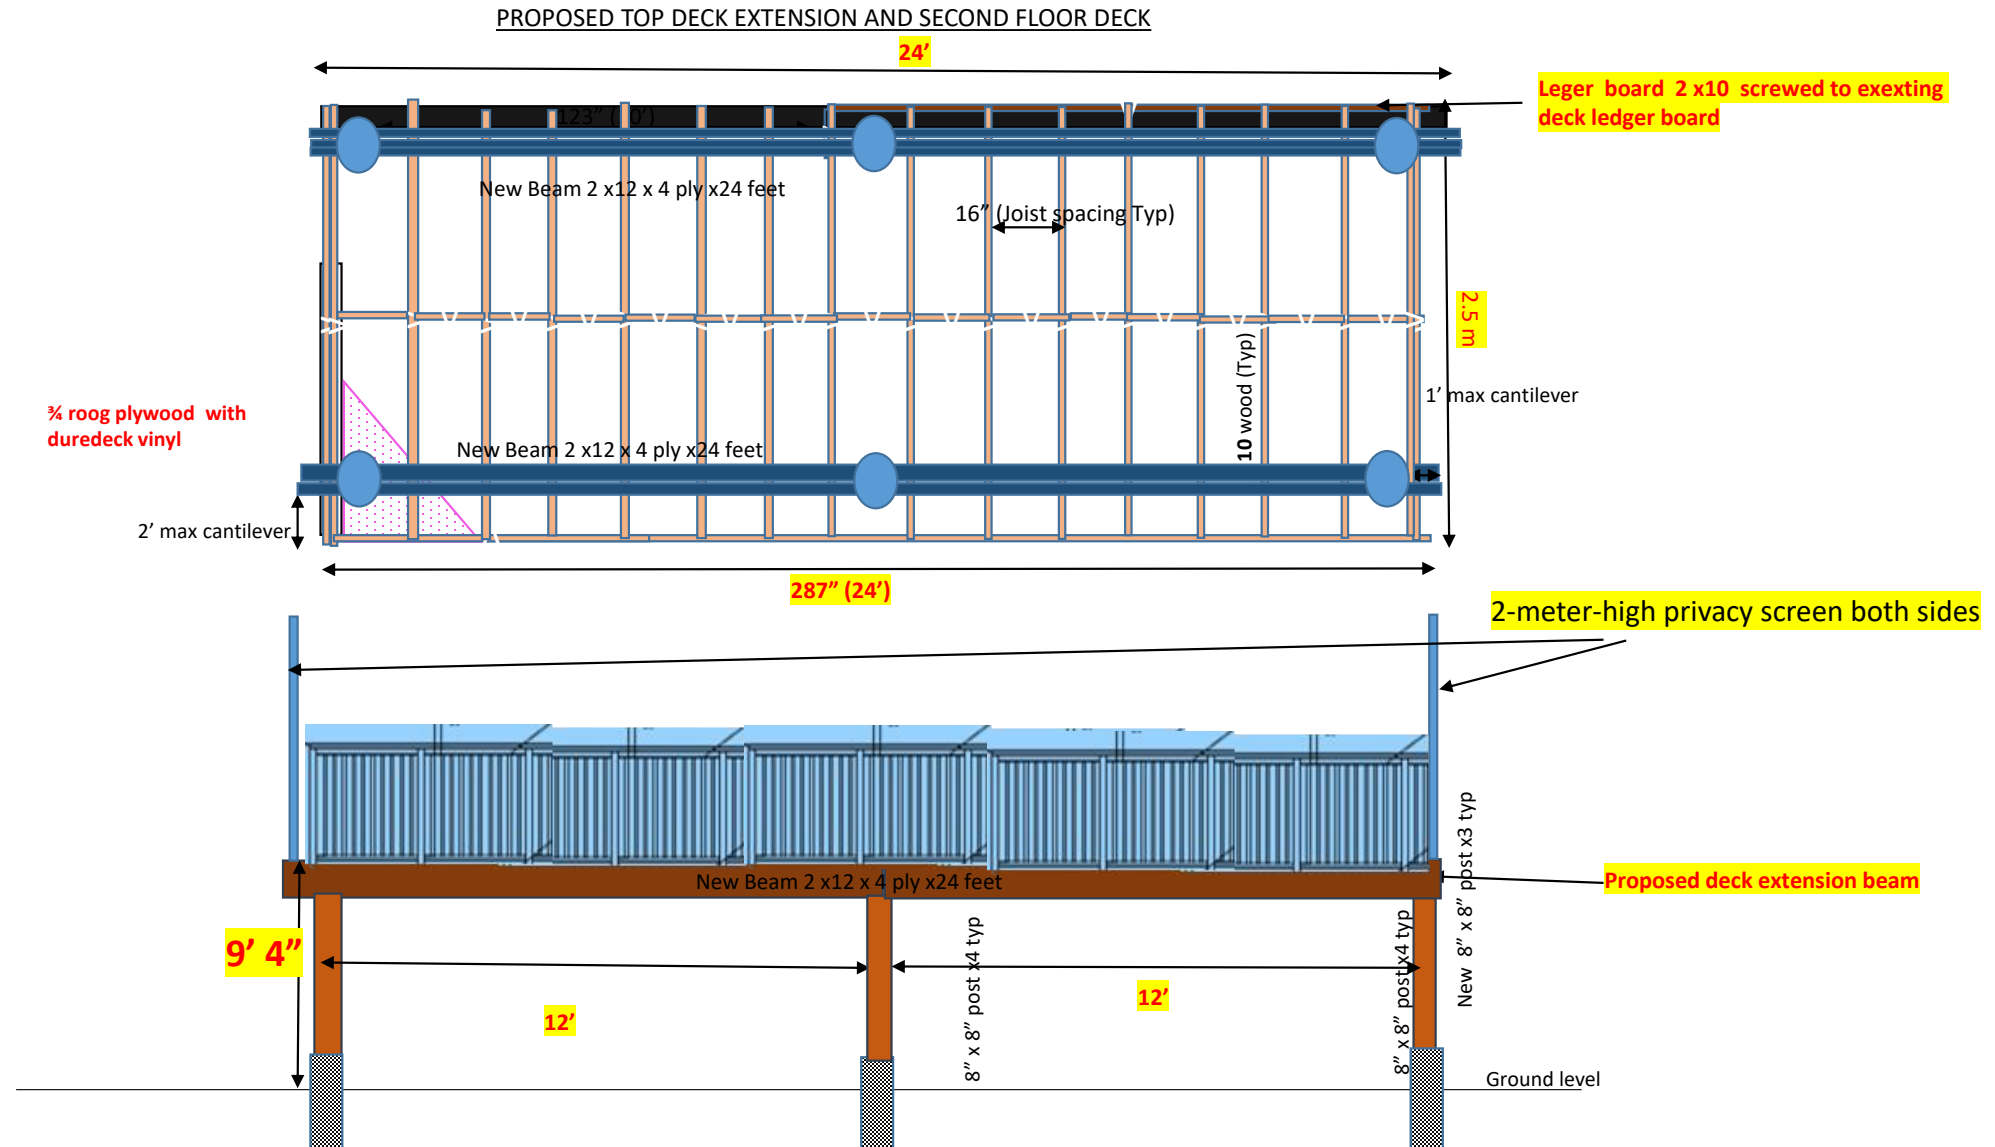 PROPOSED TOP DECK EXTENSION AND SECOND FLOOR DECK
24’
Leger board 2 x10 screwed to exexting
deck ledger board
123” ( 0’)
New Beam 2 x12 x 4 ply x24 feet
16” (Joist spacing Typ)
2.5 m
10 wood (Typ)
1’ max cantilever
¾ roog plywood with
duredeck vinyl
New Beam 2 x12 x 4 ply x24 feet
2’ max cantilever
287” (24’)
2-meter-high privacy screen both sides
New Beam 2 x12 x 4 ply x24 feet
Proposed deck extension beam
9’ 4”
12’
12’
8” x 8” post x4 typ
8” x 8” post x4 typ
New 8” x 8” post x3 typ
Ground level